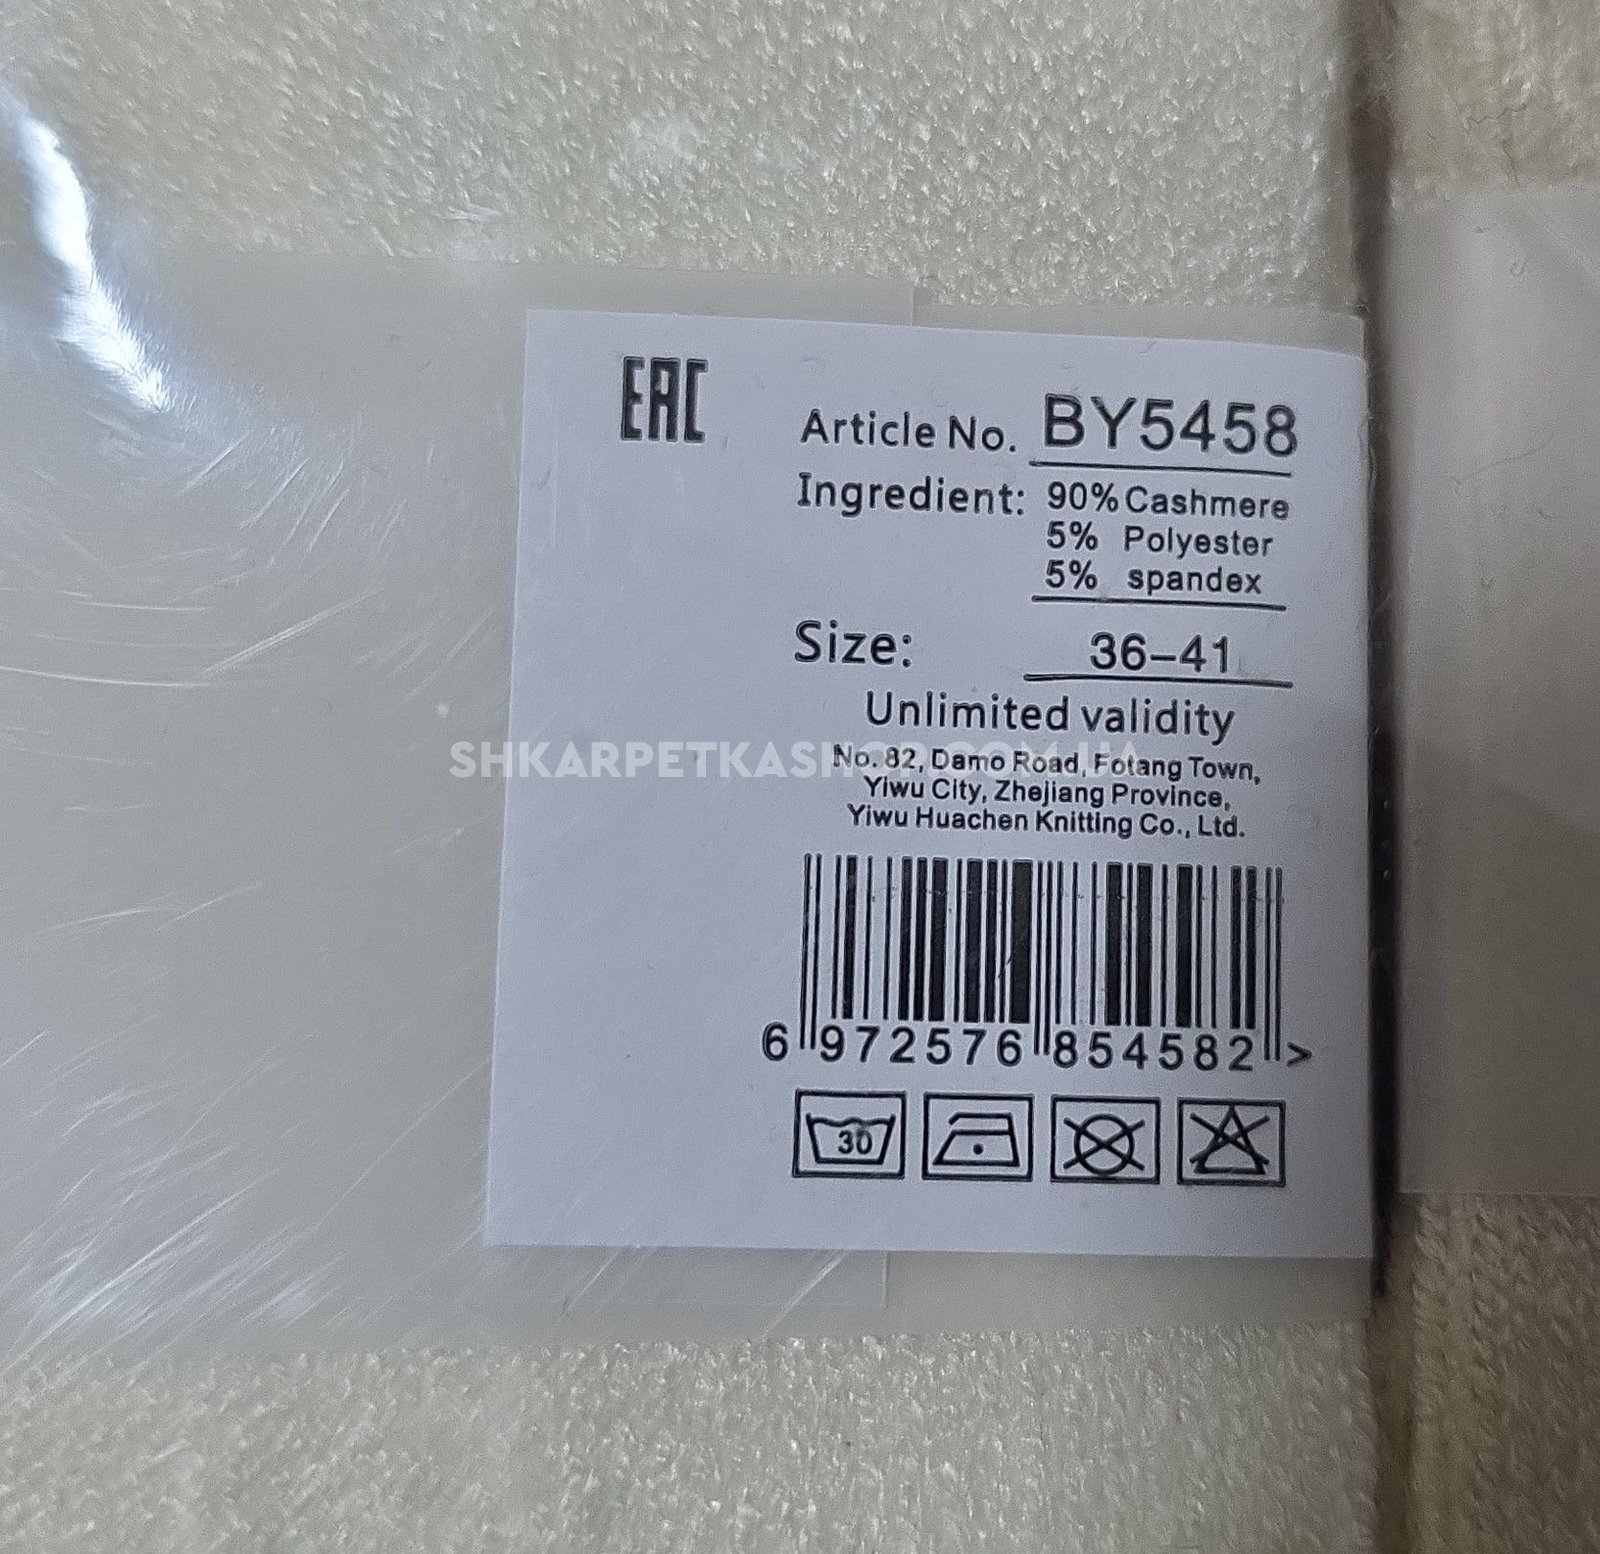 EAC
Article No. BY5458
Ingredient: 90% Cashmere
5% Polyester
5% spandex
Size: 36-41
Unlimited validity
SHKARPETKASHOP.COM.UA
No. 82, Damo Road, Fotang Town,
Yiwu City, Zhejiang Province,
Yiwu Huachen Knitting Co., Ltd.
6 972576 854582 >
30